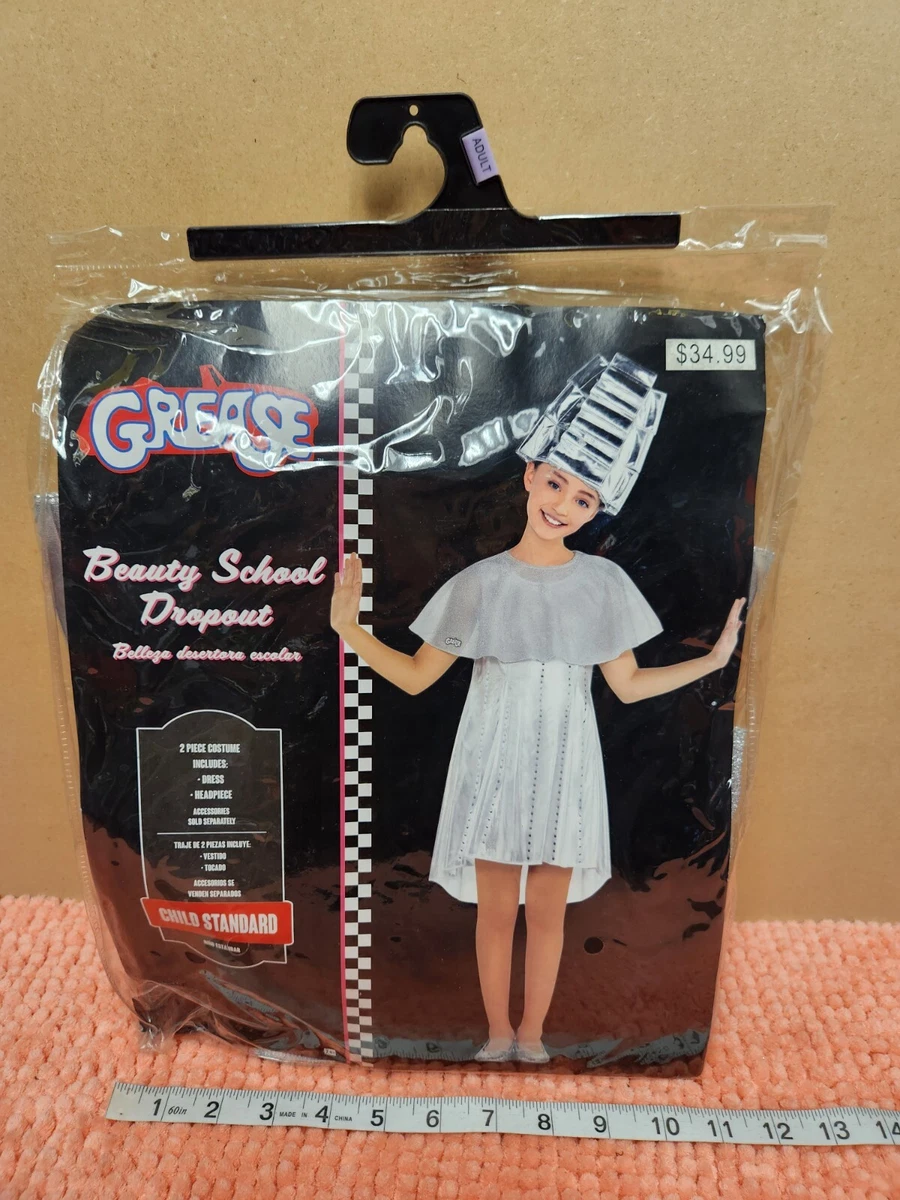 ADULT
$34.99
GREASE
Beauty School
Dropout
Belleza desertora escolar
2 PIECE COSTUME
INCLUDES:
• DRESS
• HEADPIECE
ACCESSORIES
SOLD SEPARATELY
TRAJE DE 2 PIEZAS INCLUYE:
• VESTIDO
• TOCADO
ACCESORIOS SE
VENDEN SEPARADOS
CHILD STANDARD
1 60in 2 3 MADE IN 4 CHINA 5 6 7 8 9 10 11 12 13 14